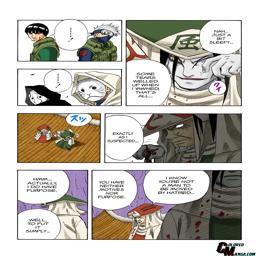 NAH,
JUST A
BIT
SLEEPY...
SOME
TEARS
WELLED
UP WHEN
I YAWNED.
THAT'S
ALL...
EXACTLY
AS I
SUSPECTED...
I KNOW
YOU'RE NOT
A MAN TO
BE MOVED
BY HATRED...
YOU HAVE
NEITHER
MOTIVES
NOR
PURPOSE.
ACTUALLY
I DO HAVE
PURPOSE.
WELL,
TO PUT
IT
SIMPLY...
COLORED
MANGA.COM